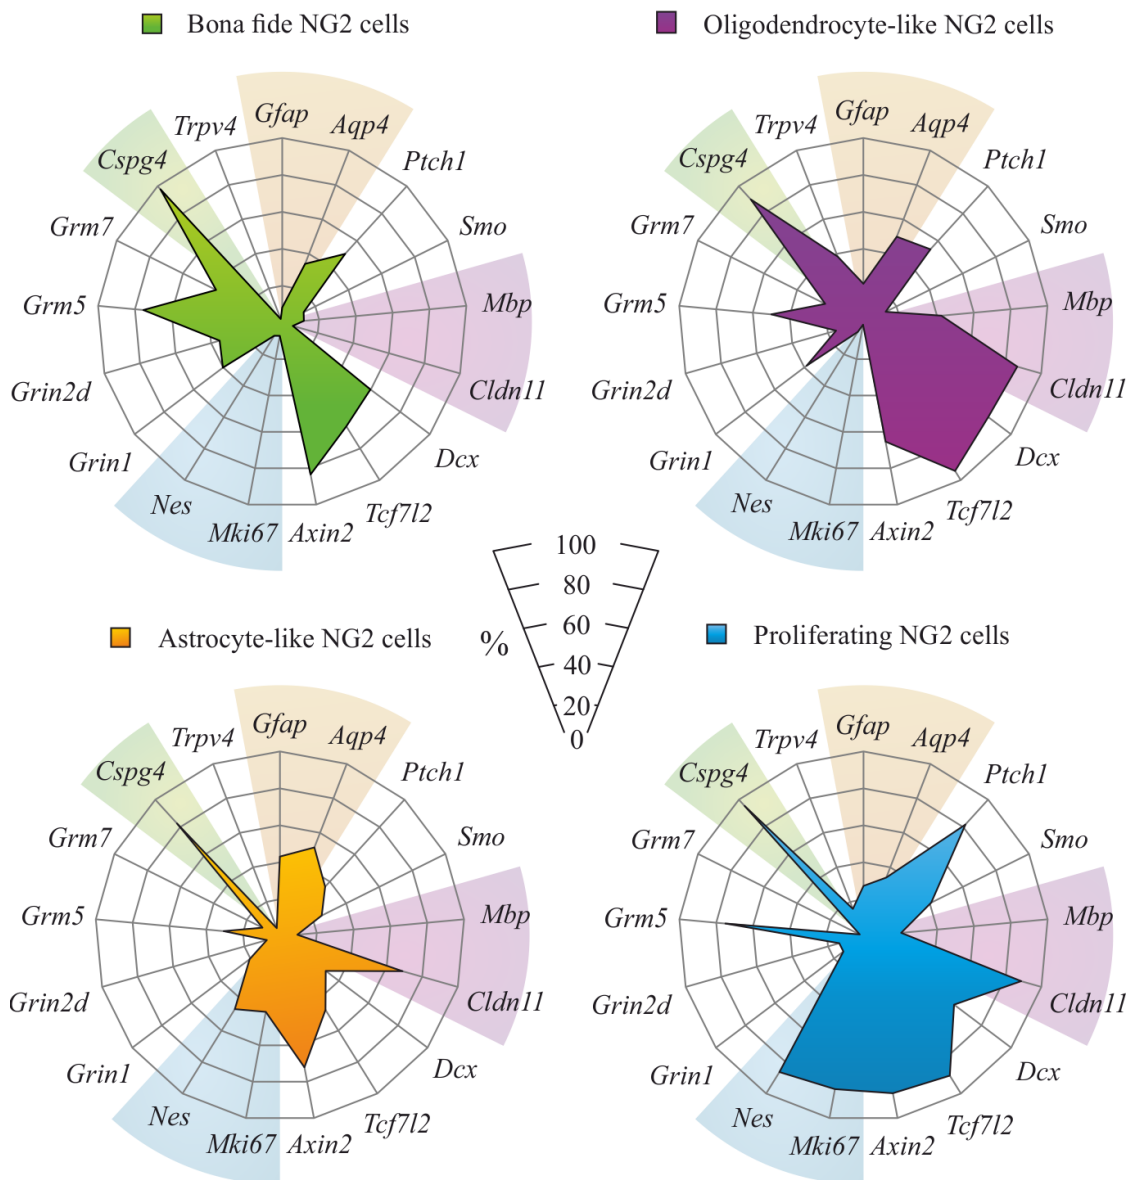 Bona fide NG2 cells
Oligodendrocyte-like NG2 cells
Gfap
Aqp4
Ptch1
Smo
Mbp
Cldn11
Dcx
Tcf7l2
Axin2
Mki67
Nes
Grin1
Grin2d
Grm5
Grm7
Cspg4
Trpv4
Gfap
Aqp4
Ptch1
Smo
Mbp
Cldn11
Dcx
Tcf7l2
Axin2
Mki67
Nes
Grin1
Grin2d
Grm5
Grm7
Cspg4
Trpv4
100
80
60
40
20
0
%
Astrocyte-like NG2 cells
Proliferating NG2 cells
Gfap
Aqp4
Ptch1
Smo
Mbp
Cldn11
Dcx
Tcf7l2
Axin2
Mki67
Nes
Grin1
Grin2d
Grm5
Grm7
Cspg4
Trpv4
Gfap
Aqp4
Ptch1
Smo
Mbp
Cldn11
Dcx
Tcf7l2
Axin2
Mki67
Nes
Grin1
Grin2d
Grm5
Grm7
Cspg4
Trpv4